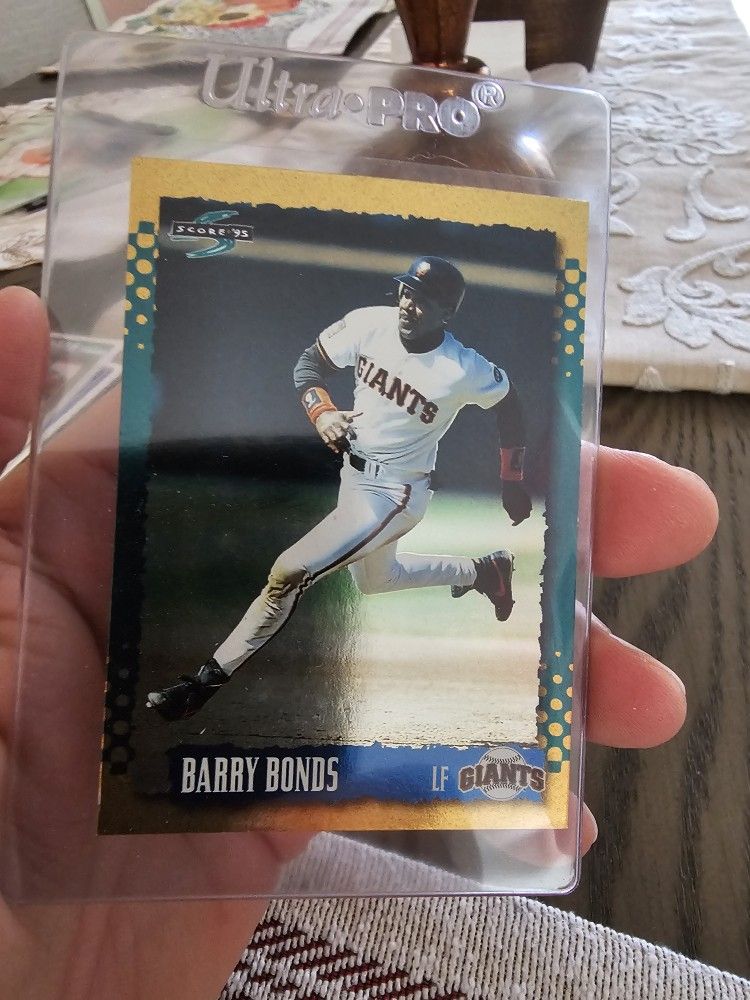 Ultra•PRO®
SCORE '95
GIANTS
BARRY BONDS LF GIANTS